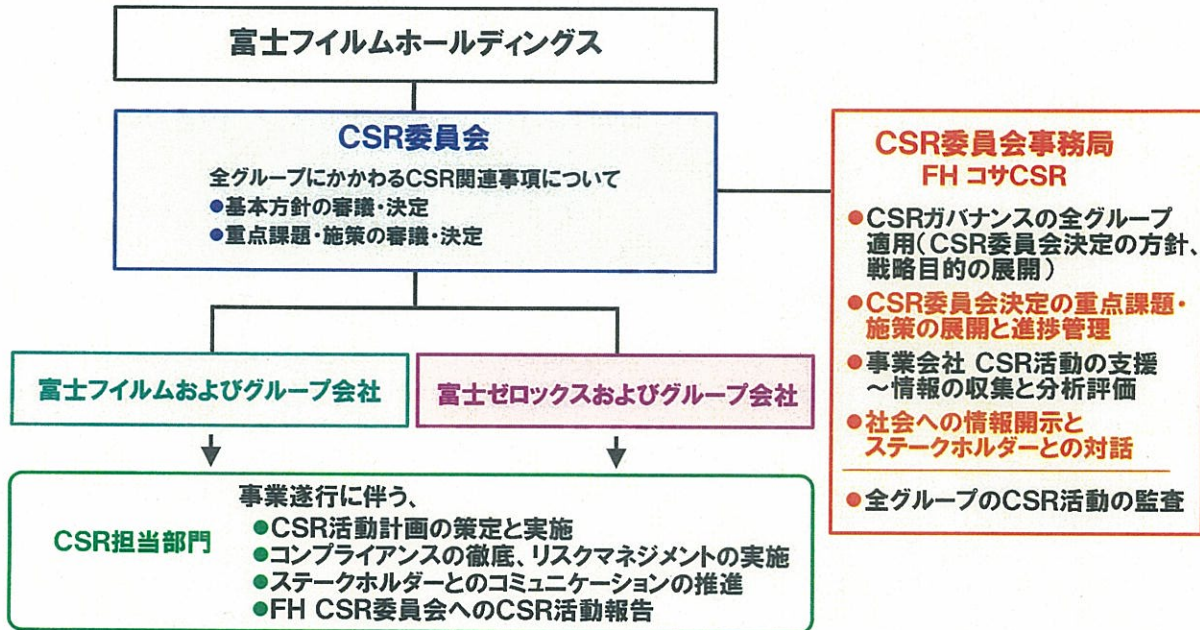 富士フイルムホールディングス
CSR委員会
全グループにかかわるCSR関連事項について
●基本方針の審議・決定
●重点課題・施策の審議・決定
CSR委員会事務局
FH コサCSR
●CSRガバナンスの全グループ
適用(CSR委員会決定の方針、
戦略目的の展開)
●CSR委員会決定の重点課題・
施策の展開と進捗管理
●事業会社 CSR活動の支援
～情報の収集と分析評価
●社会への情報開示と
ステークホルダーとの対話
●全グループのCSR活動の監査
富士フイルムおよびグループ会社
富士ゼロックスおよびグループ会社
CSR担当部門
事業遂行に伴う、
●CSR活動計画の策定と実施
●コンプライアンスの徹底、リスクマネジメントの実施
●ステークホルダーとのコミュニケーションの推進
●FH CSR委員会へのCSR活動報告